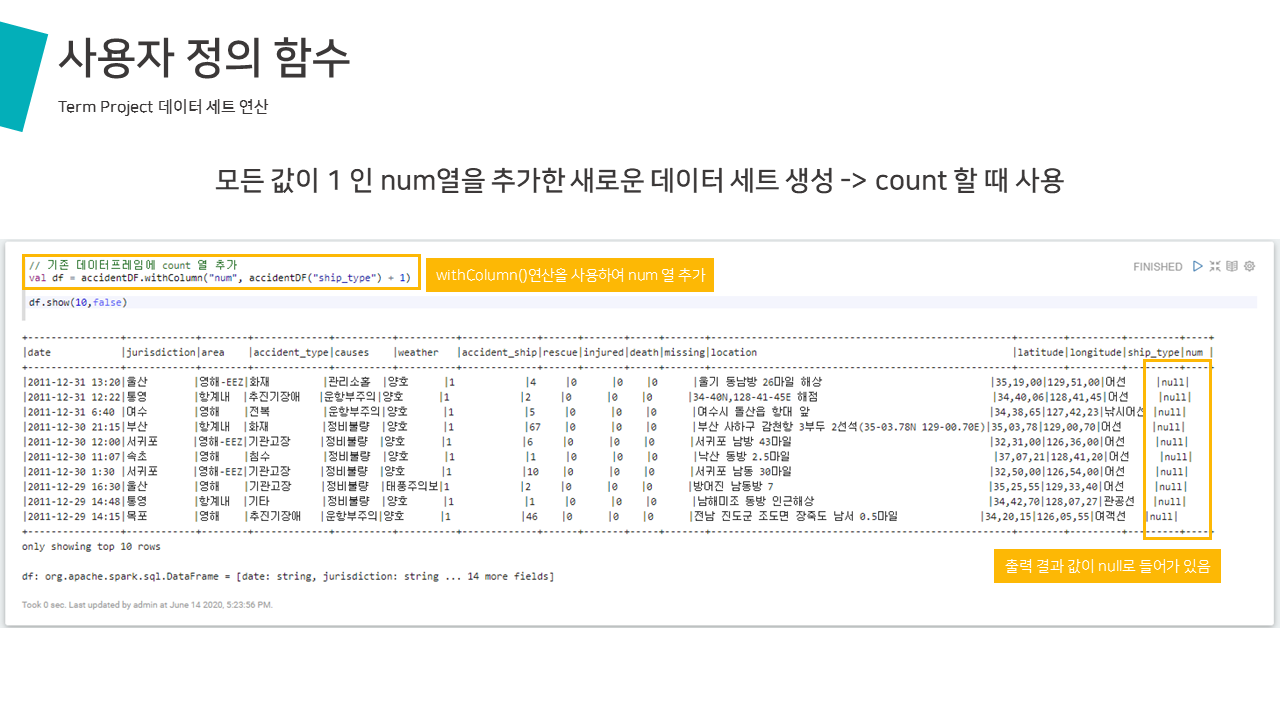 사용자 정의 함수
Term Project 데이터 세트 연산
모든 값이 1 인 num열을 추가한 새로운 데이터 세트 생성 -> count 할 때 사용
// 기존 데이터프레임에 count 열 추가
val df = accidentDF.withColumn("num", accidentDF("ship_type") + 1)
withColumn()연산을 사용하여 num 열 추가
FINISHED
df.show(10,false)
+----------------+------------+--------+-------------+--------+--------+-------------+------+-------+-----+-------+--------------------------------------------------+--------+---------+---------+----+
|date |jurisdiction|area |accident_type|causes |weather |accident_ship|rescue|injured|death|missing|location |latitude|longitude|ship_type|num |
+----------------+------------+--------+-------------+--------+--------+-------------+------+-------+-----+-------+--------------------------------------------------+--------+---------+---------+----+
|2011-12-31 13:20|울산 |영해-EEZ|화재 |관리소홀 |양호 |1 |4 |0 |0 |0 |울기 동남방 26마일 해상 |35,19,00|129,51,00|어선 |null|
|2011-12-31 12:22|통영 |항계내 |추진기장애 |운항부주의|양호 |1 |2 |0 |0 |0 |34-40N,128-41-45E 해점 |34,40,06|128,41,45|어선 |null|
|2011-12-31 6:40 |여수 |영해 |전복 |운항부주의|양호 |1 |5 |0 |0 |0 |여수시 돌산읍 항대 앞 |34,38,65|127,42,23|낚시어선 |null|
|2011-12-30 21:15|부산 |항계내 |화재 |정비불량 |양호 |1 |67 |0 |0 |0 |부산 사하구 감천항 3부두 2선석(35-03.78N 129-00.70E)|35,03,78|129,00,70|어선 |null|
|2011-12-30 12:00|서귀포 |영해-EEZ|기관고장 |정비불량 |양호 |1 |6 |0 |0 |0 |서귀포 남방 43마일 |32,31,00|126,36,00|어선 |null|
|2011-12-30 11:07|속초 |영해 |침수 |정비불량 |양호 |1 |1 |0 |0 |0 |낙산 동방 2.5마일 |37,07,21|128,41,20|어선 |null|
|2011-12-30 1:30 |서귀포 |영해-EEZ|기관고장 |정비불량 |양호 |1 |10 |0 |0 |0 |서귀포 남동 30마일 |32,50,00|126,54,00|어선 |null|
|2011-12-29 16:30|울산 |영해 |기관고장 |정비불량 |태풍주의보|1 |2 |0 |0 |0 |방어진 남동방 7 |35,25,55|129,33,40|어선 |null|
|2011-12-29 14:48|통영 |항계내 |기타 |정비불량 |양호 |1 |1 |0 |0 |0 |남해미조 동방 인근해상 |34,42,70|128,07,27|관공선 |null|
|2011-12-29 14:15|목포 |영해 |추진기장애 |운항부주의|양호 |1 |46 |0 |0 |0 |전남 진도군 조도면 장죽도 남서 0.5마일 |34,20,15|126,05,55|여객선 |null|
+----------------+------------+--------+-------------+--------+--------+-------------+------+-------+-----+-------+--------------------------------------------------+--------+---------+---------+----+
only showing top 10 rows
출력 결과 값이 null로 들어가 있음
df: org.apache.spark.sql.DataFrame = [date: string, jurisdiction: string ... 14 more fields]
Took 0 sec. Last updated by admin at June 14 2020, 5:23:56 PM.